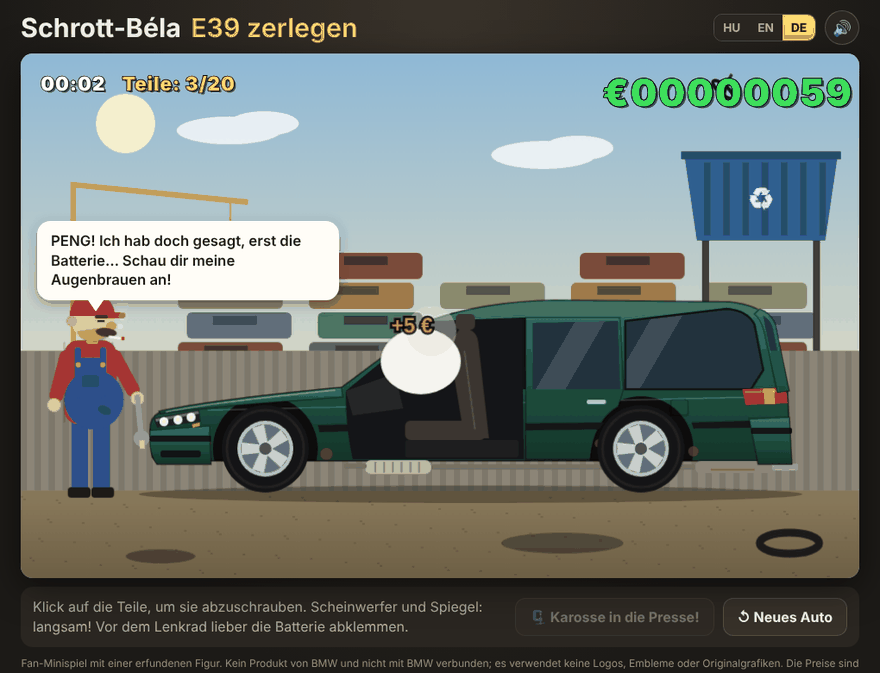 Schrott-Béla E39 zerlegen
HU EN DE
00:02 Teile: 3/20
€000000059
PENG! Ich hab doch gesagt, erst die
Batterie… Schau dir meine
Augenbrauen an!
+5 €
Klick auf die Teile, um sie abzuschrauben. Scheinwerfer und Spiegel:
langsam! Vor dem Lenkrad lieber die Batterie abklemmen.
Karosse in die Presse!
Neues Auto
Fan-Minispiel mit einer erfundenen Figur. Kein Produkt von BMW und nicht mit BMW verbunden; es verwendet keine Logos, Embleme oder Originalgrafiken. Die Preise sind